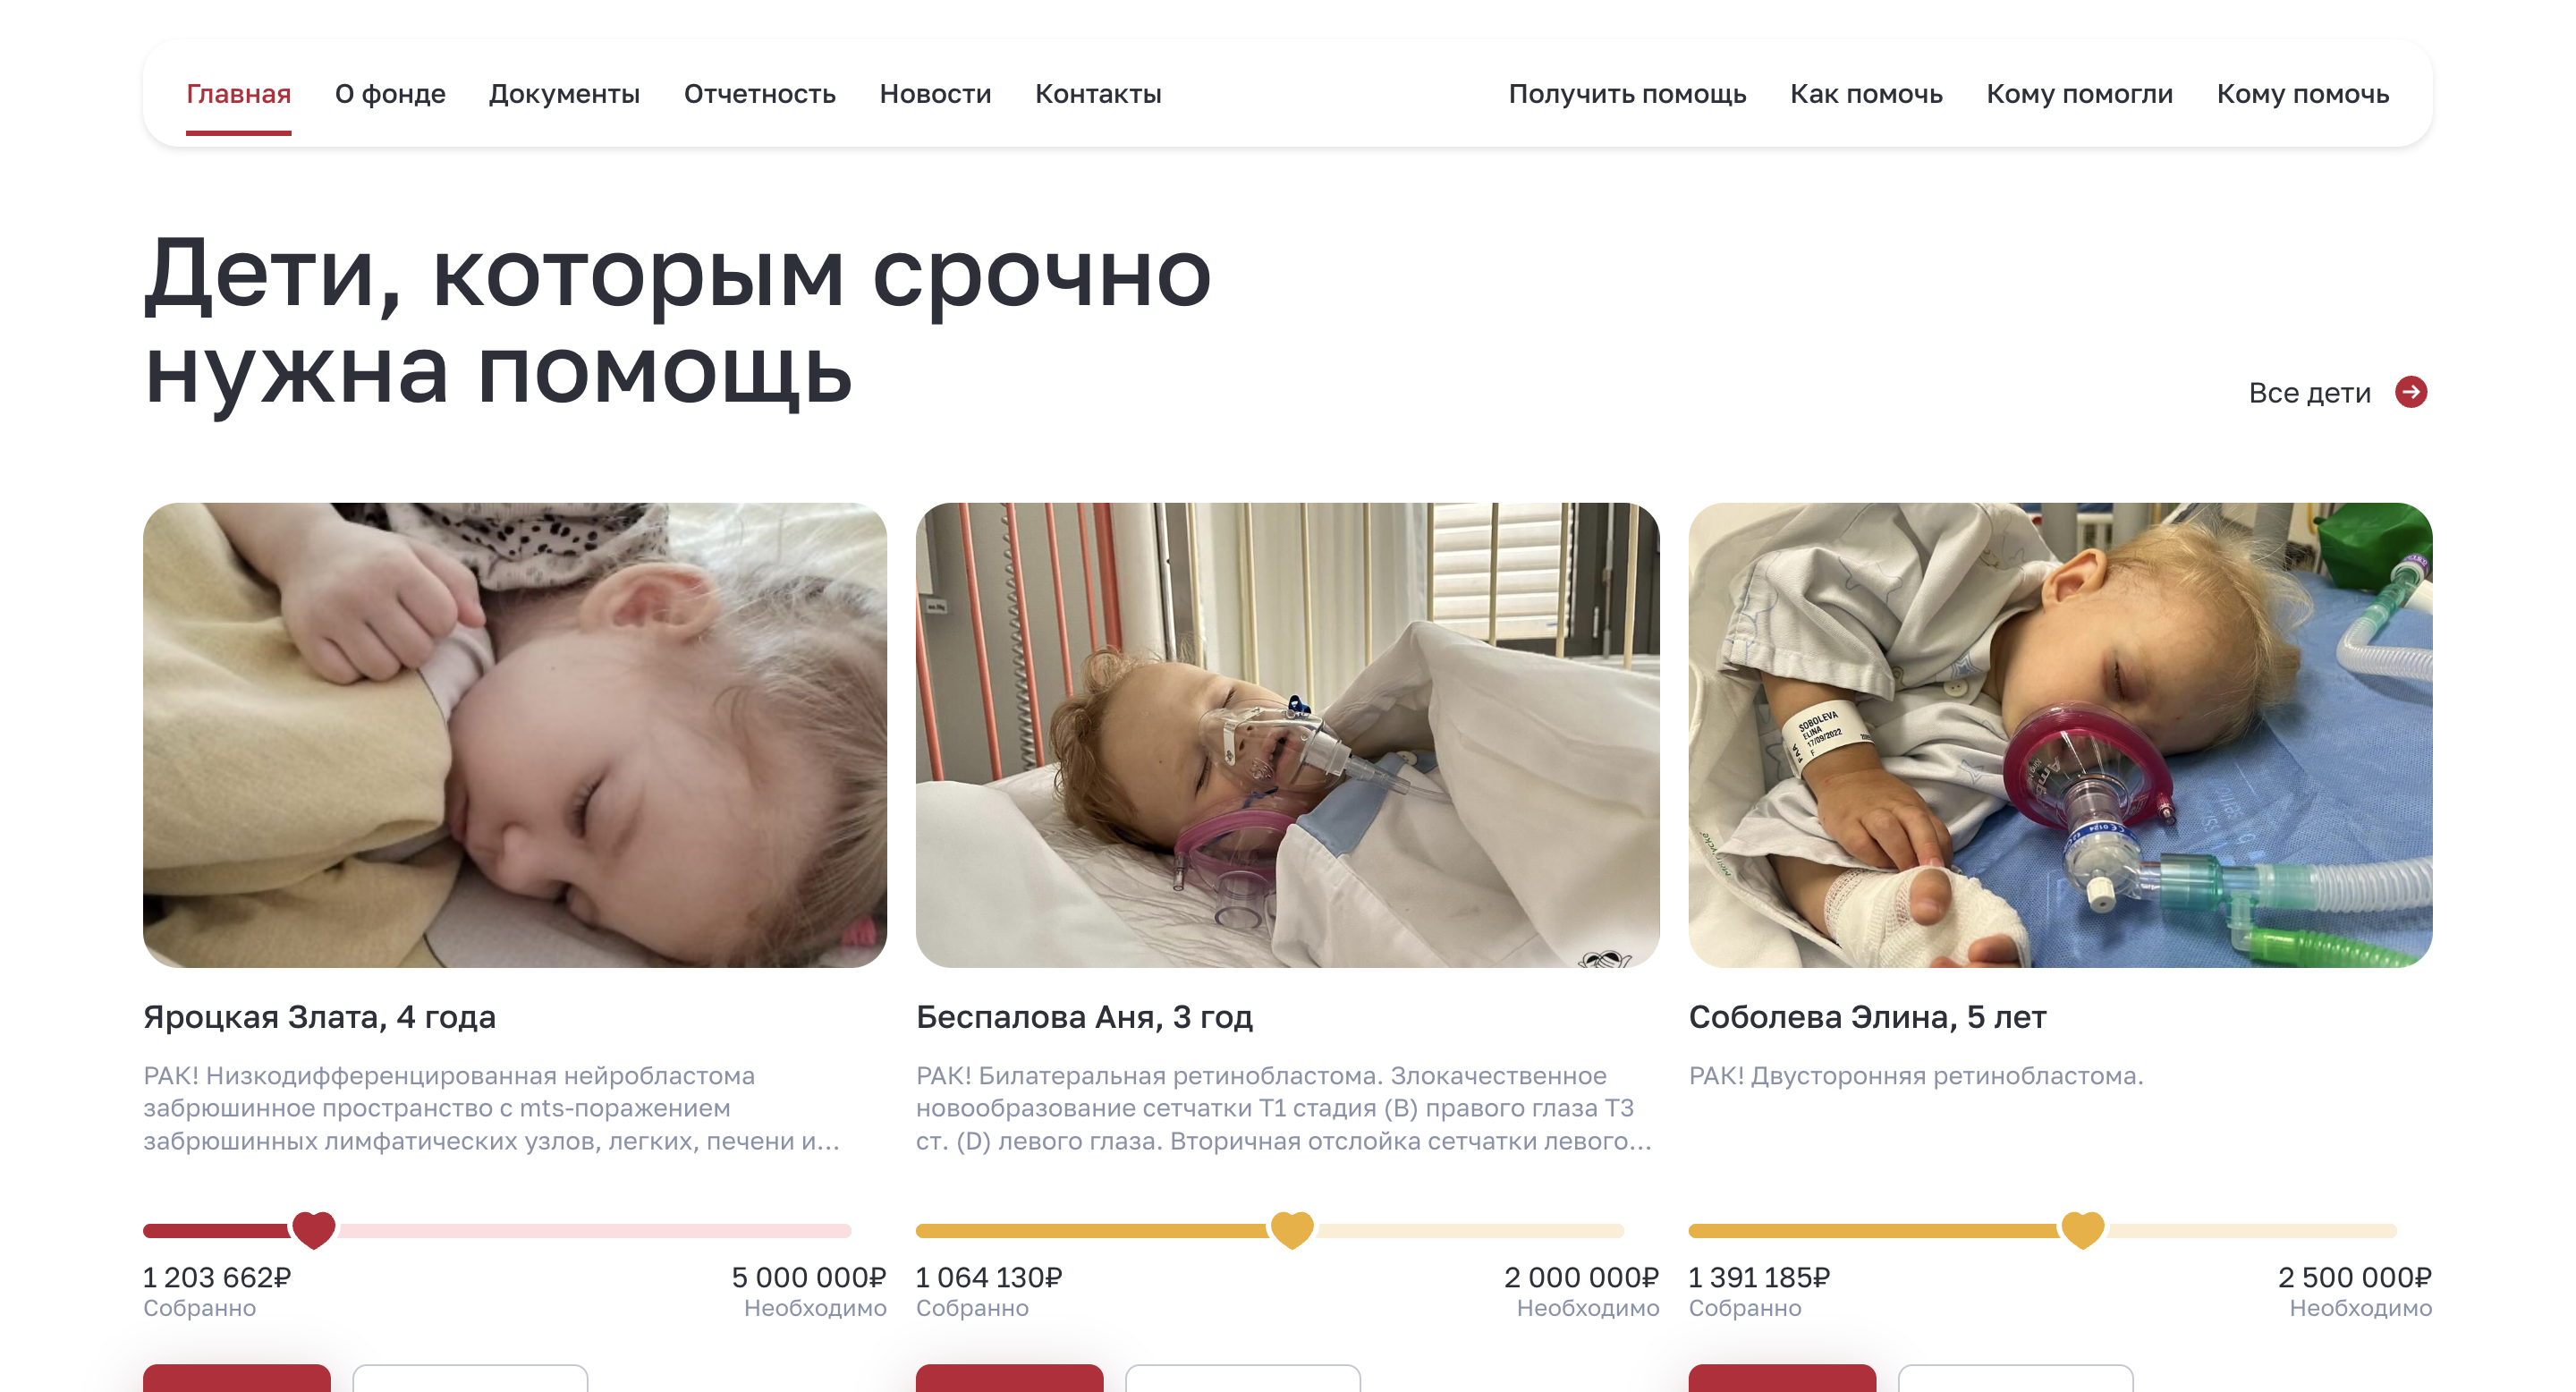 Главная О фонде Документы Отчетность Новости Контакты Получить помощь Как помочь Кому помогли Кому помочь
Дети, которым срочно
нужна помощь
Все дети
SOBOLEVA
ELINA
17/09/2022
F
Яроцкая Злата, 4 года
РАК! Низкодифференцированная нейробластома
забрюшинное пространство с mts-поражением
забрюшинных лимфатических узлов, легких, печени и...
Беспалова Аня, 3 год
РАК! Билатеральная ретинобластома. Злокачественное
новообразование сетчатки Т1 стадия (В) правого глаза Т3
ст. (D) левого глаза. Вторичная отслойка сетчатки левого...
Соболева Элина, 5 лет
РАК! Двусторонняя ретинобластома.
1 203 662₽ 5 000 000₽
Собранно Необходимо
1 064 130₽ 2 000 000₽
Собранно Необходимо
1 391 185₽ 2 500 000₽
Собранно Необходимо